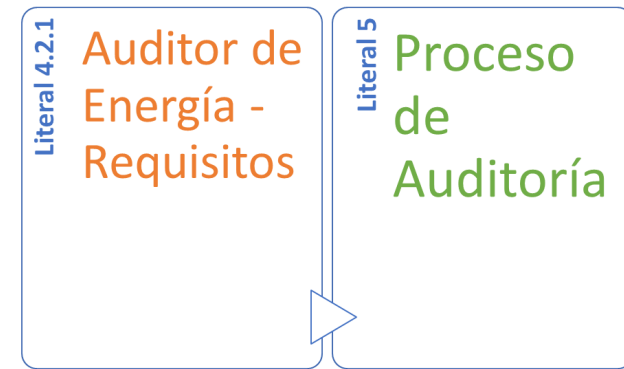 Literal 4.2.1
Auditor de
Energía -
Requisitos
Literal 5
Proceso
de
Auditoría